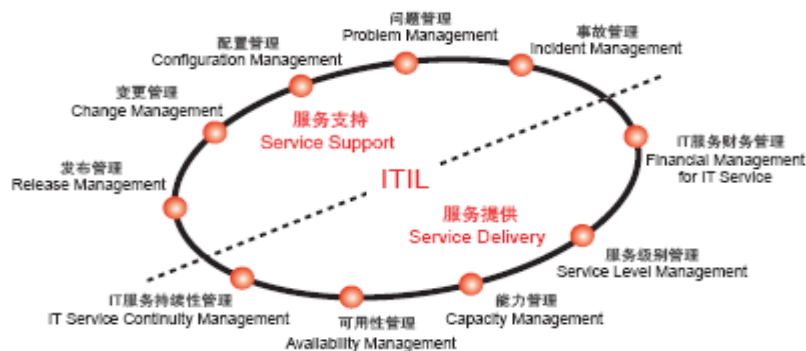 问题管理
Problem Management
事故管理
Incident Management
配置管理
Configuration Management
变更管理
Change Management
服务支持
Service Support
IT服务财务管理
Financial Management
for IT Service
发布管理
Release Management
ITIL
服务提供
Service Delivery
服务级别管理
Service Level Management
IT服务持续性管理
IT Service Continuity Management
能力管理
Capacity Management
可用性管理
Availability Management